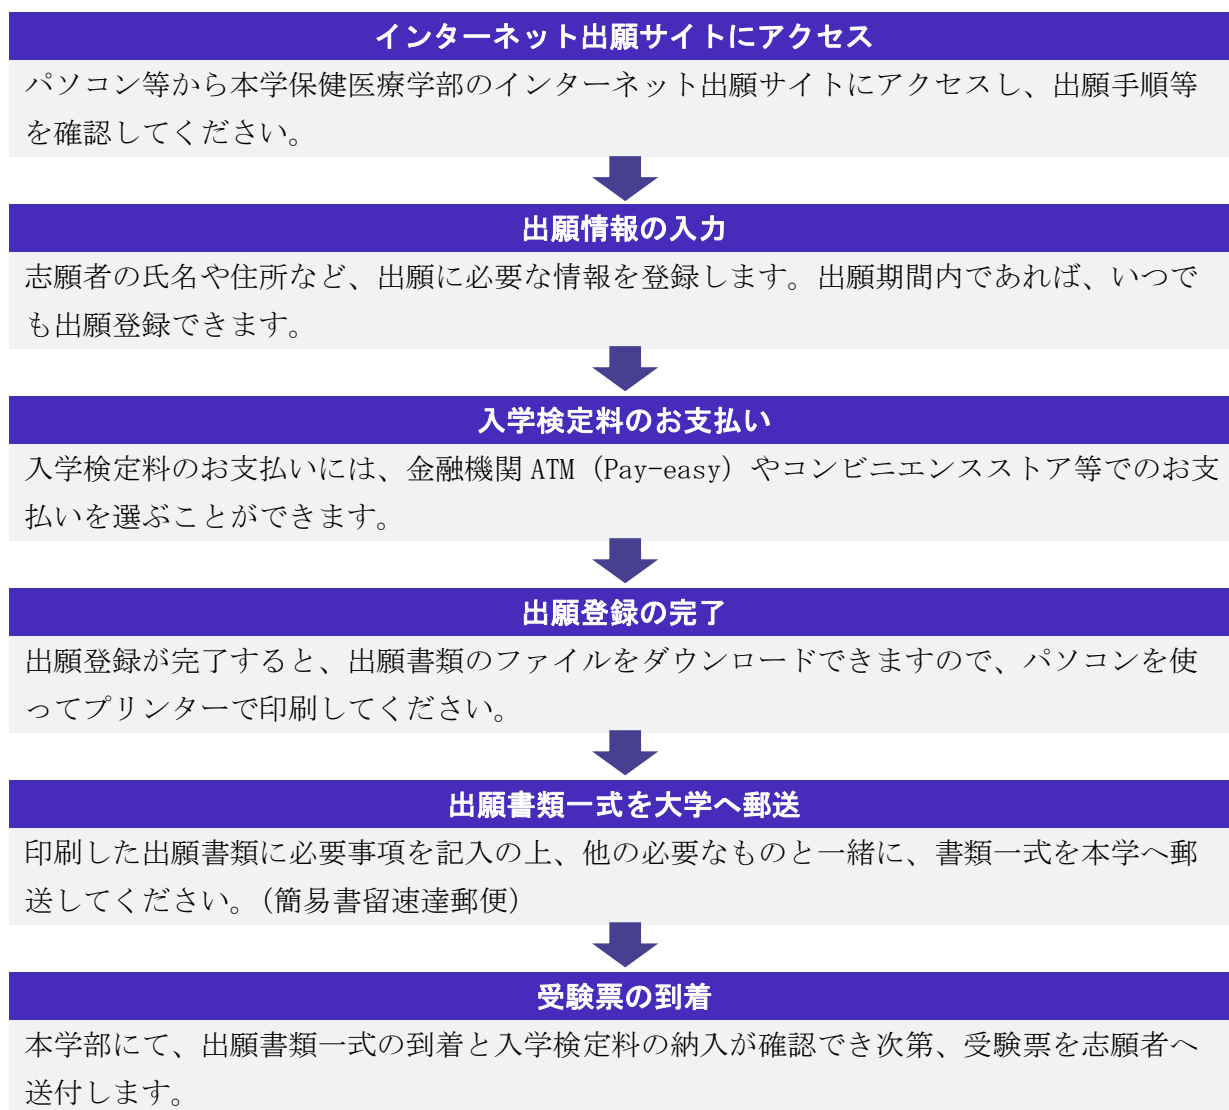 インターネット出願サイトにアクセス
パソコン等から本学保健医療学部のインターネット出願サイトにアクセスし、出願手順等
を確認してください。
出願情報の入力
志願者の氏名や住所など、出願に必要な情報を登録します。出願期間内であれば、いつで
も出願登録できます。
入学検定料のお支払い
入学検定料のお支払いには、金融機関 ATM（Pay-easy）やコンビニエンスストア等でのお支
払いを選ぶことができます。
出願登録の完了
出願登録が完了すると、出願書類のファイルをダウンロードできますので、パソコンを使
ってプリンターで印刷してください。
出願書類一式を大学へ郵送
印刷した出願書類に必要事項を記入の上、他の必要なものと一緒に、書類一式を本学へ郵
送してください。（簡易書留速達郵便）
受験票の到着
本学部にて、出願書類一式の到着と入学検定料の納入が確認でき次第、受験票を志願者へ
送付します。